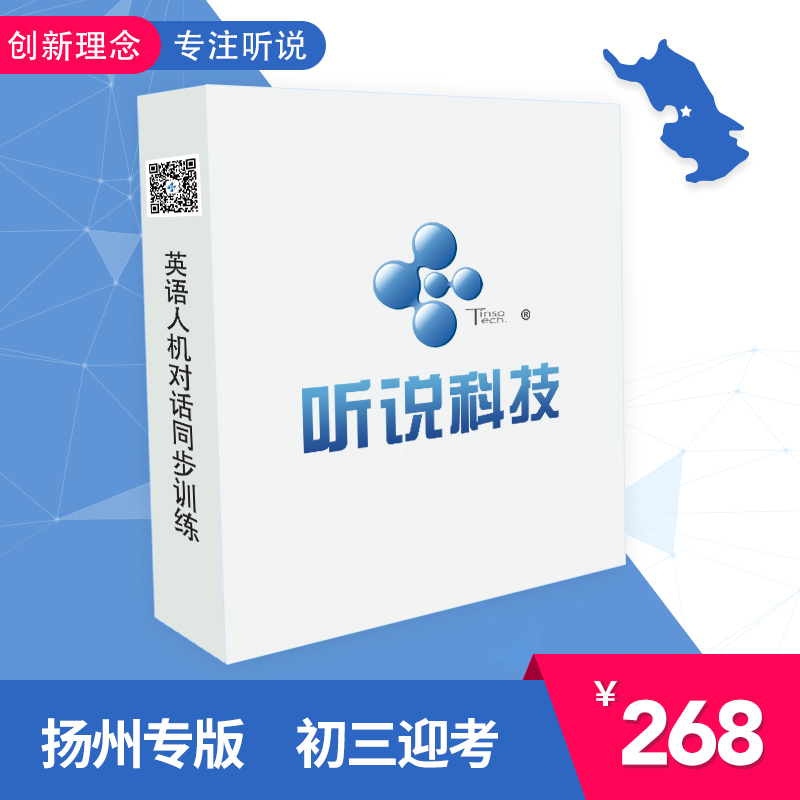 创新理念 专注听说
英语人机对话同步训练
Tinso
Tech. ®
听说科技
扬州专版 初三迎考
¥268